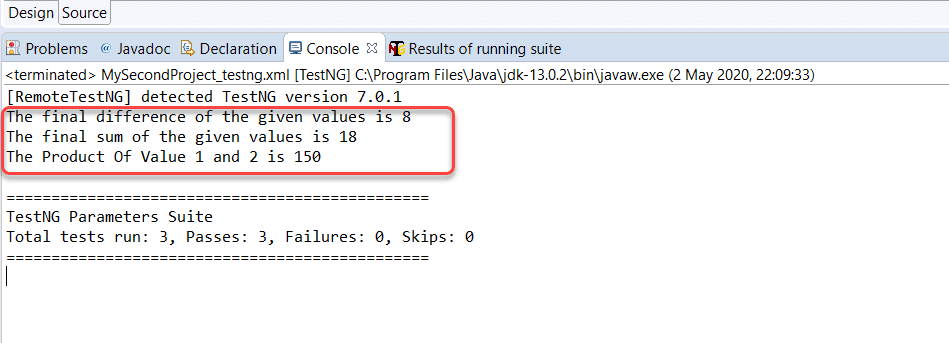 Design Source
Problems @ Javadoc Declaration Console Results of running suite
<terminated> MySecondProject_testng.xml [TestNG] C:\Program Files\Java\jdk-13.0.2\bin\javaw.exe (2 May 2020, 22:09:33)
[RemoteTestNG] detected TestNG version 7.0.1
The final difference of the given values is 8
The final sum of the given values is 18
The Product Of Value 1 and 2 is 150
===============================================
TestNG Parameters Suite
Total tests run: 3, Passes: 3, Failures: 0, Skips: 0
===============================================